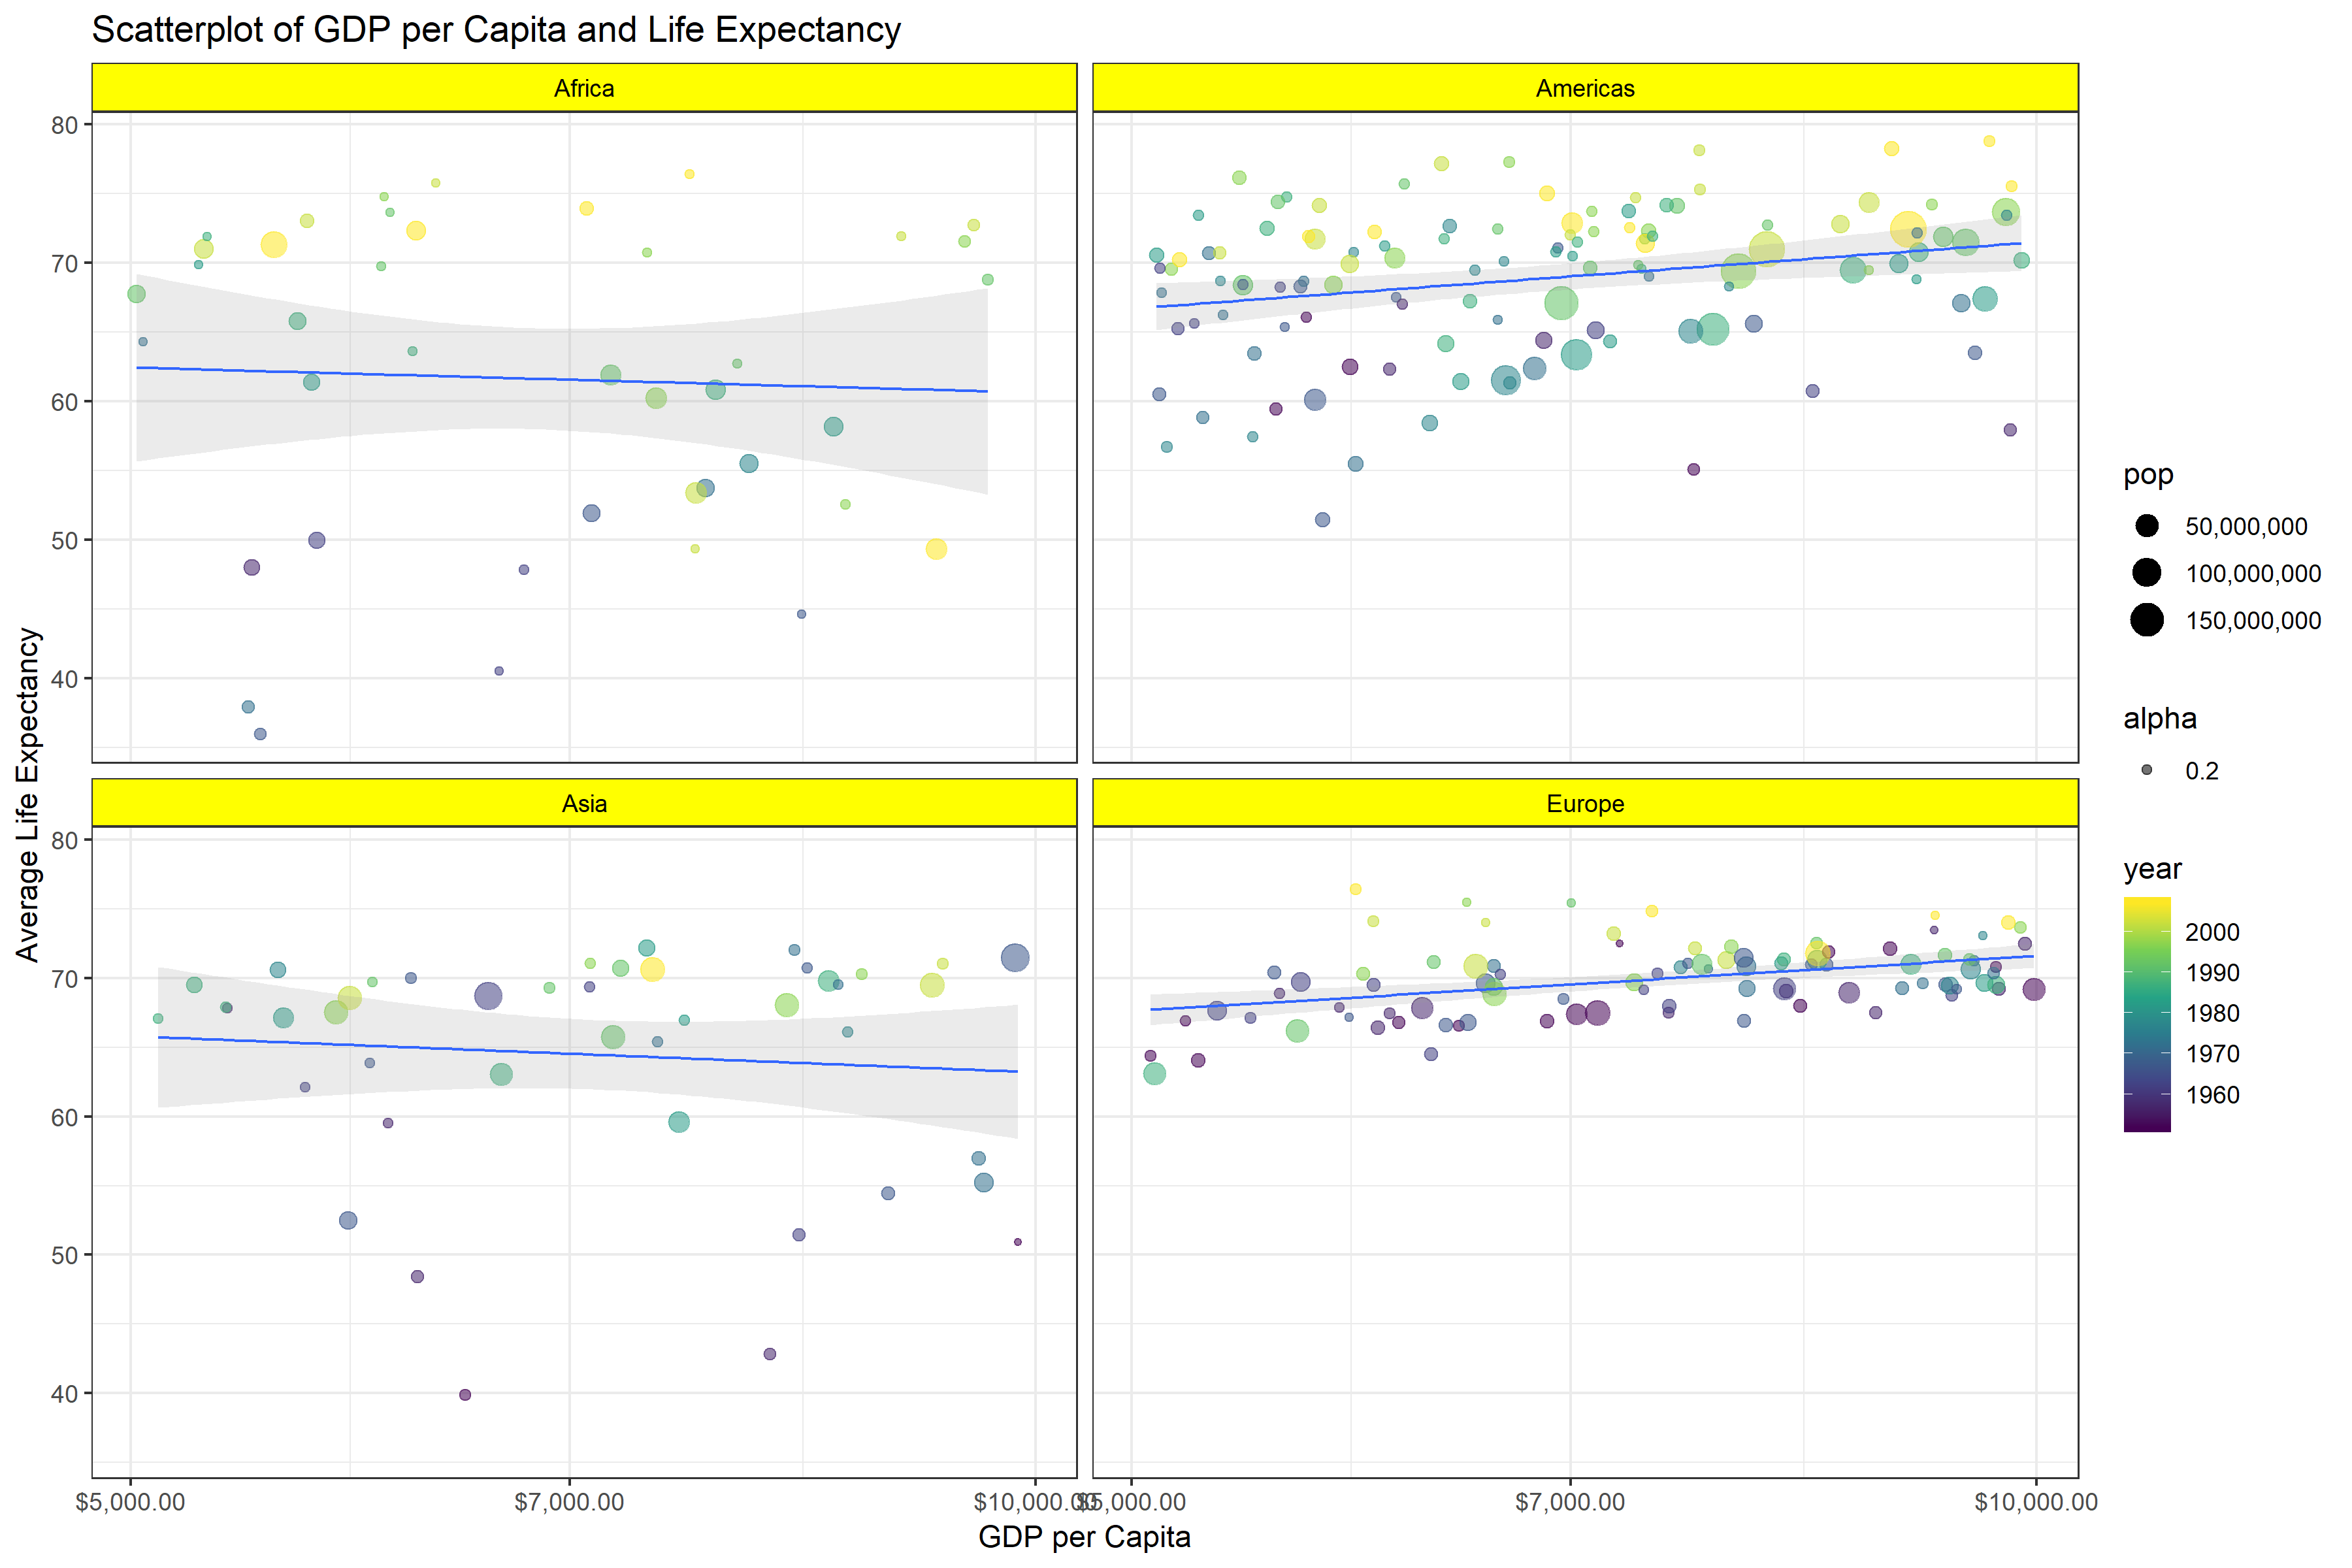 Scatterplot of GDP per Capita and Life Expectancy
Africa
Americas
80
70
60
50
40
Asia
Europe
80
70
60
50
40
$5,000.00
$7,000.00
$10,000.00
$5,000.00
$7,000.00
$10,000.00
GDP per Capita
Average Life Expectancy
pop
50,000,000
100,000,000
150,000,000
alpha
0.2
year
2000
1990
1980
1970
1960